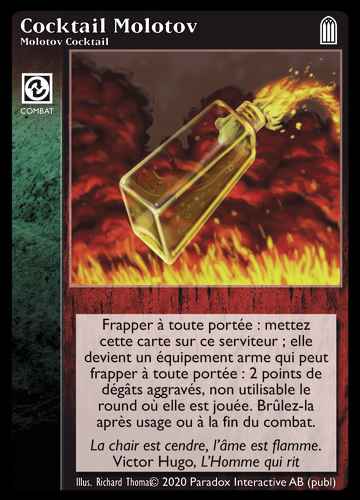 Cocktail Molotov
Molotov Cocktail
COMBAT
Frapper à toute portée : mettez
cette carte sur ce serviteur ; elle
devient un équipement arme qui peut
frapper à toute portée : 2 points de
dégâts aggravés, non utilisable le
round où elle est jouée. Brûlez-la
après usage ou à la fin du combat.
La chair est cendre, l'âme est flamme.
Victor Hugo, L'Homme qui rit
Illus. Richard Thomas© 2020 Paradox Interactive AB (publ)